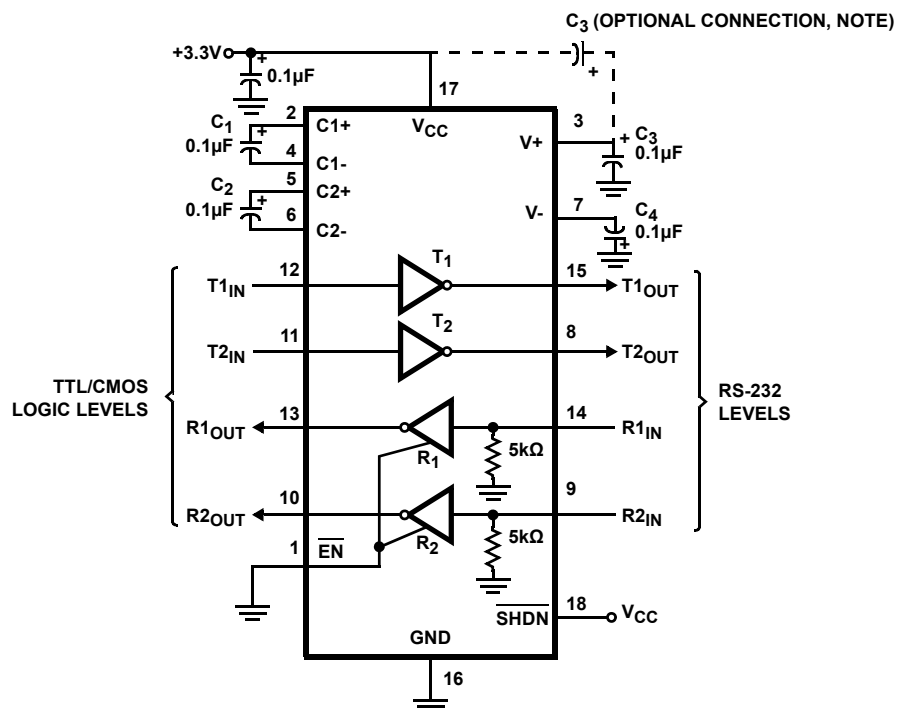 C3 (OPTIONAL CONNECTION, NOTE)
+3.3V
+
0.1µF
+
17
2
C1
0.1µF
+
4
C1+
C1-
VCC
3
V+
+
C3
0.1µF
5
C2
0.1µF
+
6
C2+
C2-
7
V-
C4
0.1µF
+
T1
12
T1IN
15
T1OUT
T2
11
T2IN
8
T2OUT
TTL/CMOS
LOGIC LEVELS
RS-232
LEVELS
13
R1OUT
R1
5kΩ
14
R1IN
10
R2OUT
R2
5kΩ
9
R2IN
1
EN
18
SHDN
VCC
GND
16